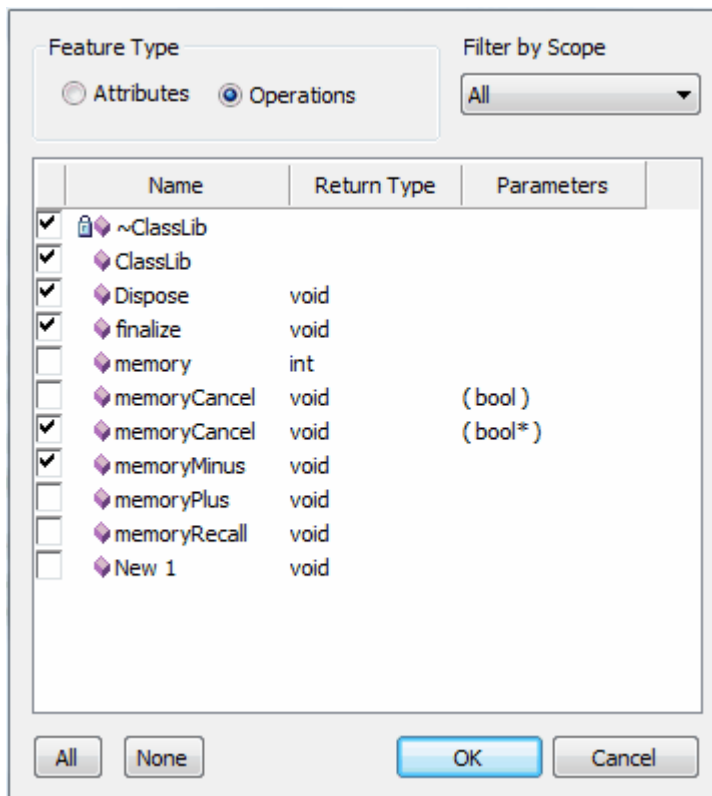 Feature Type Filter by Scope
Attributes Operations All
Name Return Type Parameters
~ClassLib
ClassLib
Dispose void
finalize void
memory int
memoryCancel void ( bool )
memoryCancel void ( bool* )
memoryMinus void
memoryPlus void
memoryRecall void
New 1 void
All None OK Cancel